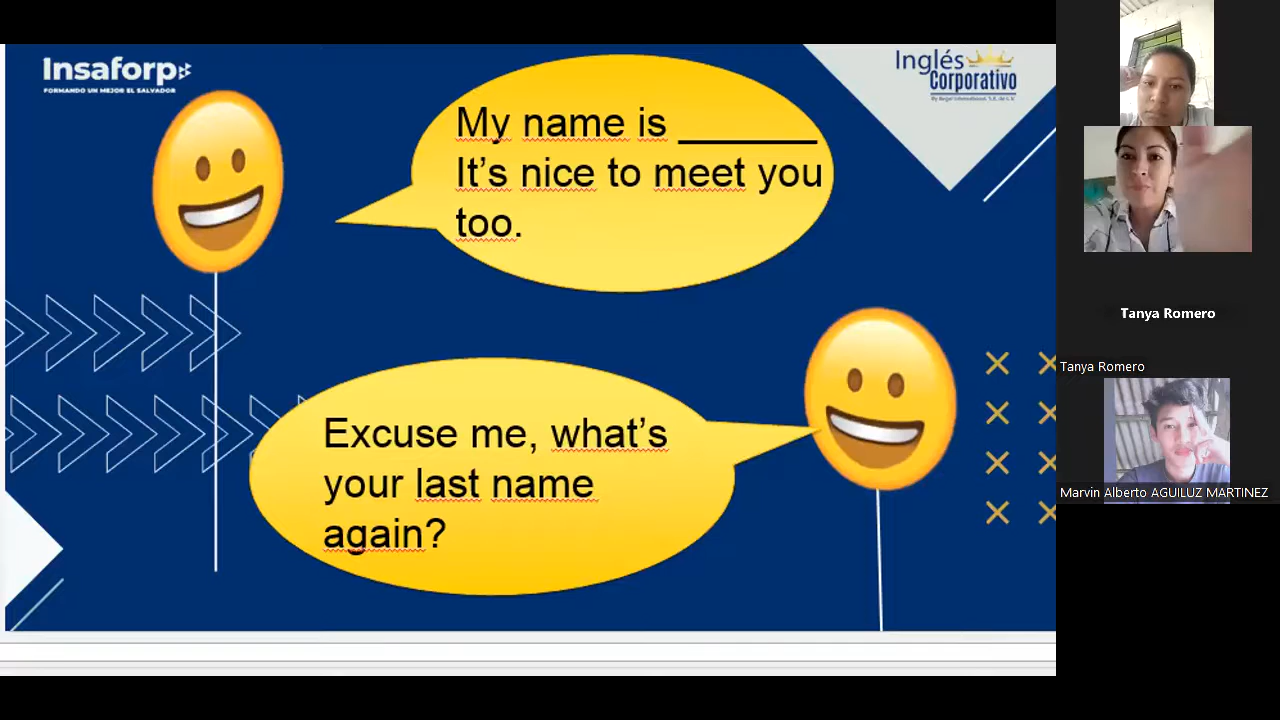 Insaforp
FORMANDO UN MEJOR EL SALVADOR
Inglés
Corporativo
My name is _______
It's nice to meet you
too.
Excuse me, what's
your last name
again?
Tanya Romero
Tanya Romero
Marvin Alberto AGUILUZ MARTINEZ